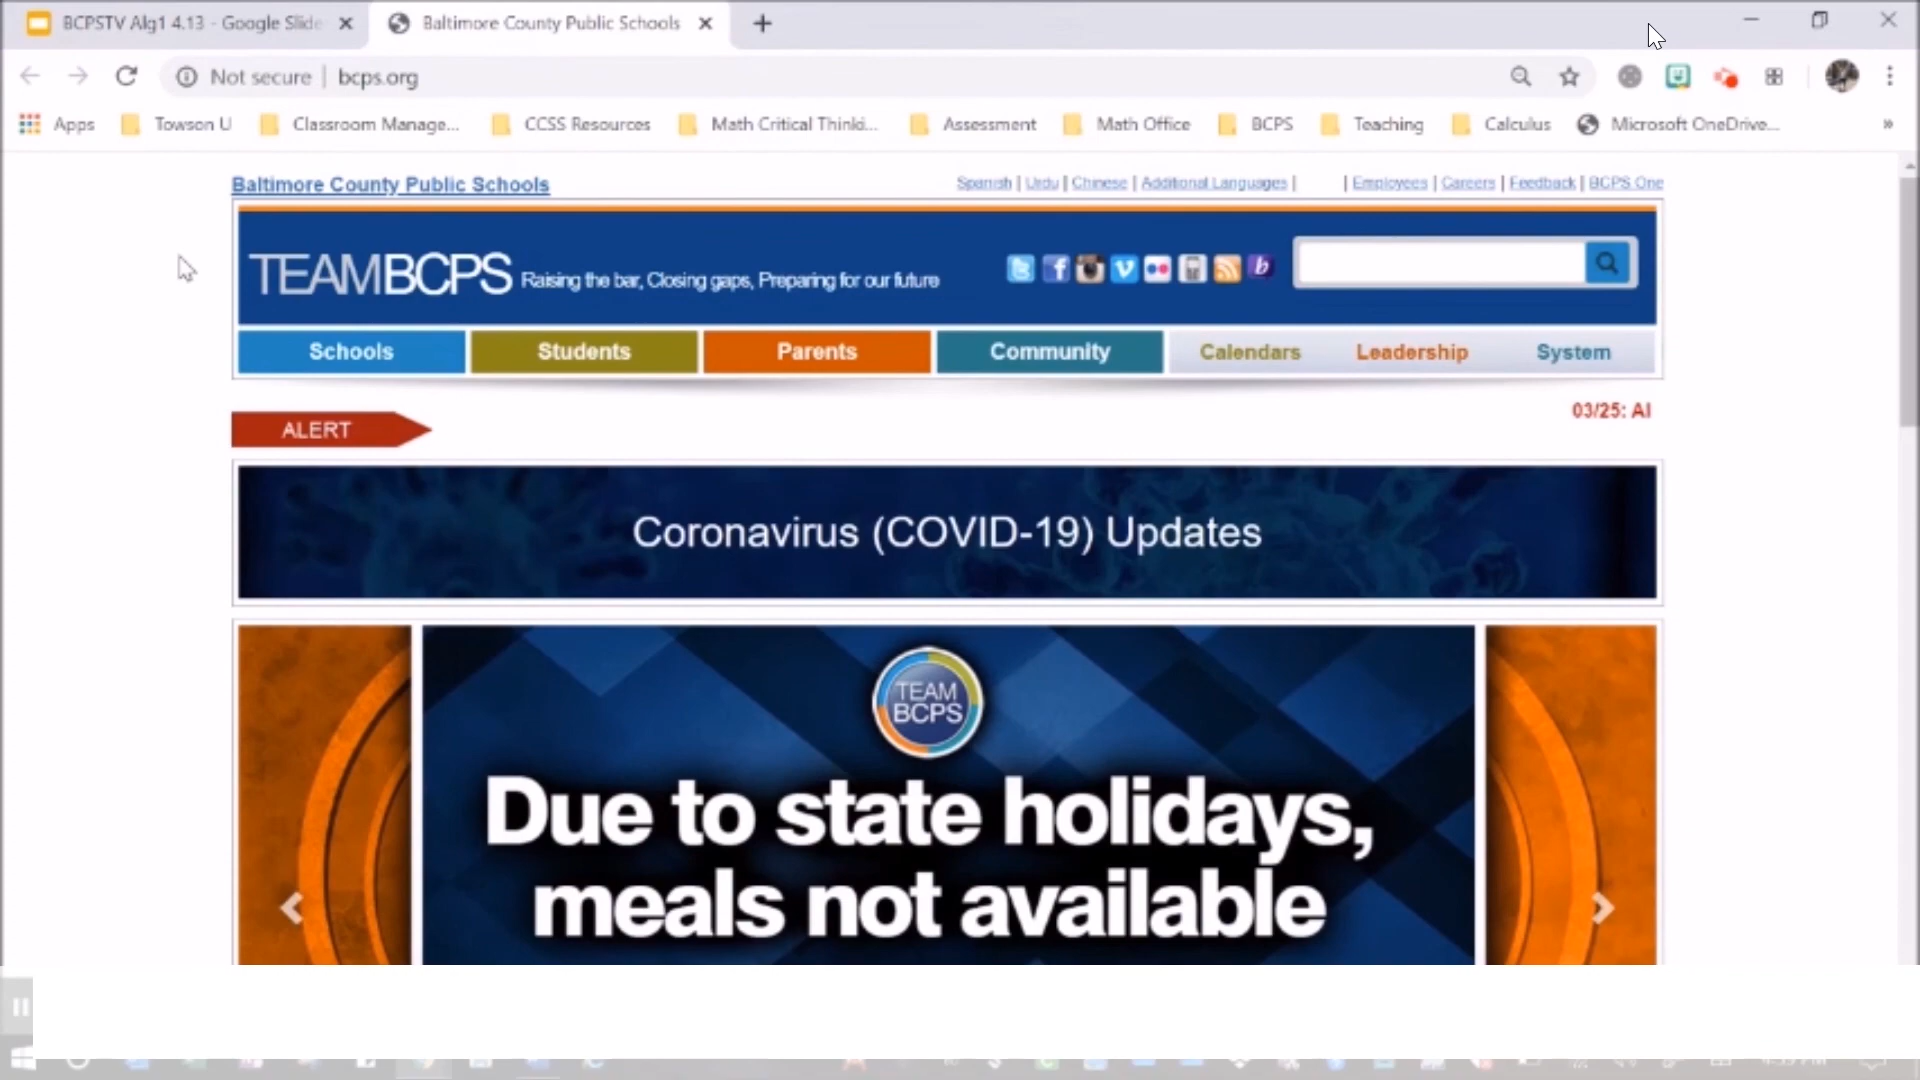 BCPSTV Alg1 4.13 - Google Slide
Baltimore County Public Schools
Not secure | bcps.org
Apps Towson U Classroom Manage... CCSS Resources Math Critical Thinki... Assessment Math Office BCPS Teaching Calculus Microsoft OneDrive... »
Baltimore County Public Schools
Spanish | Urdu | Chinese | Additional Languages | | Employees | Careers | Feedback | BCPS One
TEAMBCPS Raising the bar, Closing gaps, Preparing for our future
Schools Students Parents Community Calendars Leadership System
03/25: Al
ALERT
Coronavirus (COVID-19) Updates
TEAM
BCPS
Due to state holidays,
meals not available